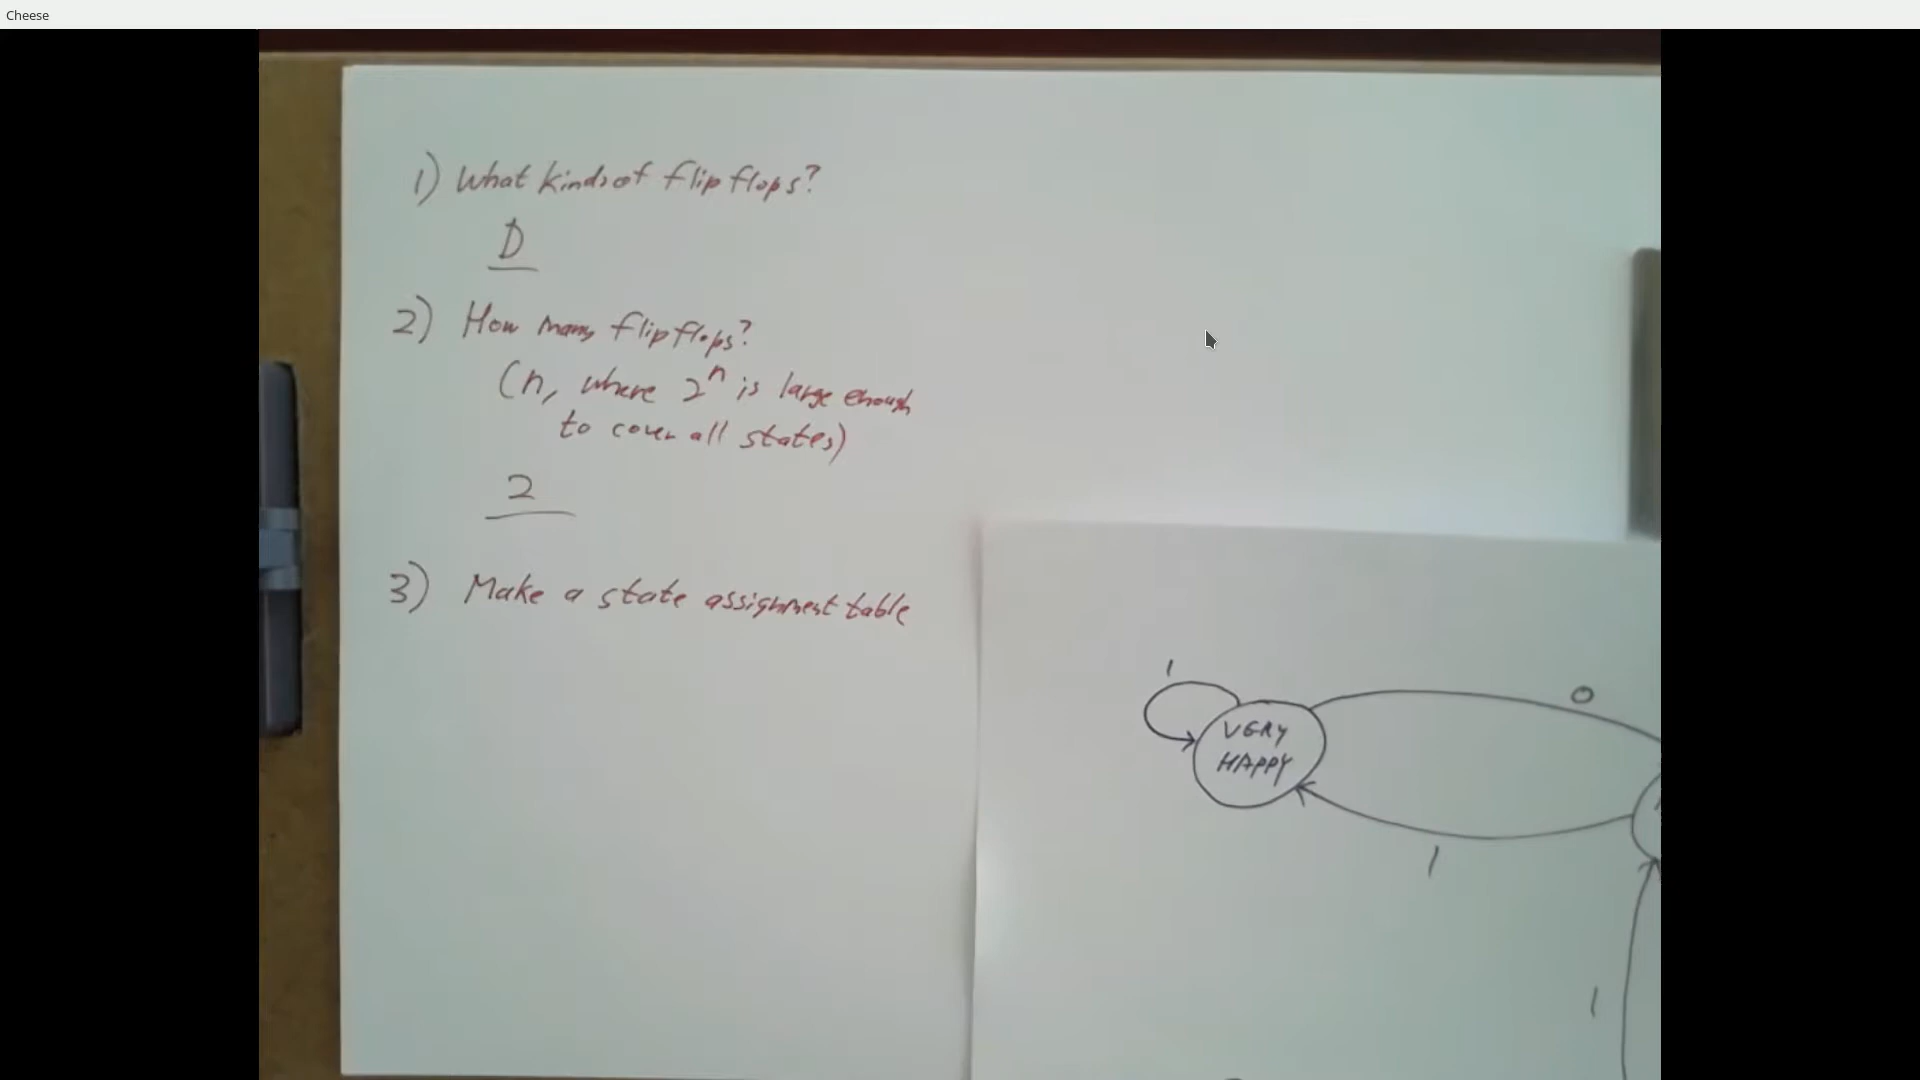 Cheese
1) What kinds of flip flops?
D
2) How many flip flops?
(n, where 2ⁿ is large enough
to cover all states)
2
3) Make a state assignment table
1
0
VERY
HAPPY
1
1